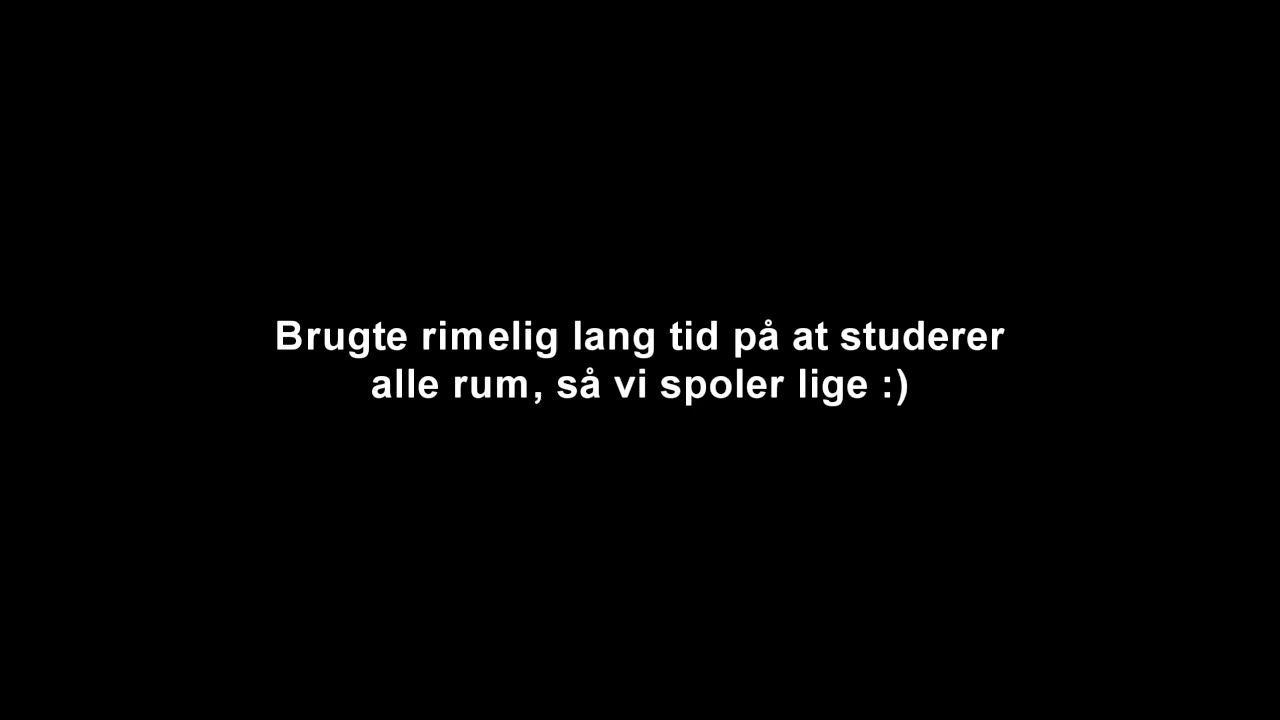 Brugte rimelig lang tid på at studerer
alle rum, så vi spoler lige :)